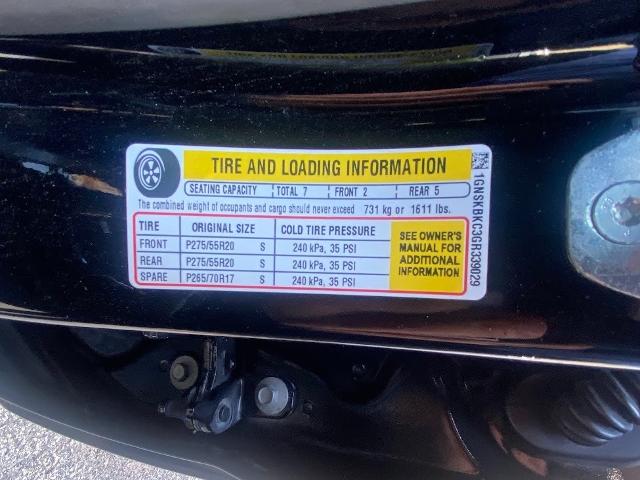 TIRE AND LOADING INFORMATION
SEATING CAPACITY TOTAL 7 FRONT 2 REAR 5
The combined weight of occupants and cargo should never exceed 731 kg or 1611 lbs.
TIRE ORIGINAL SIZE COLD TIRE PRESSURE
FRONT P275/55R20 S 240 kPa, 35 PSI
REAR P275/55R20 S 240 kPa, 35 PSI
SPARE P265/70R17 S 240 kPa, 35 PSI
SEE OWNER'S
MANUAL FOR
ADDITIONAL
INFORMATION
1GNSKBKC3GR339029